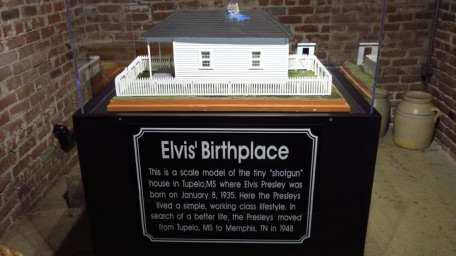 Elvis' Birthplace
This is a scale model of the tiny "shotgun"
house in Tupelo,MS where Elvis Presley was
born on January 8, 1935. Here the Presleys
lived a simple, working class lifestyle. In
search of a better life, the Presleys moved
from Tupelo, MS to Memphis, TN in 1948